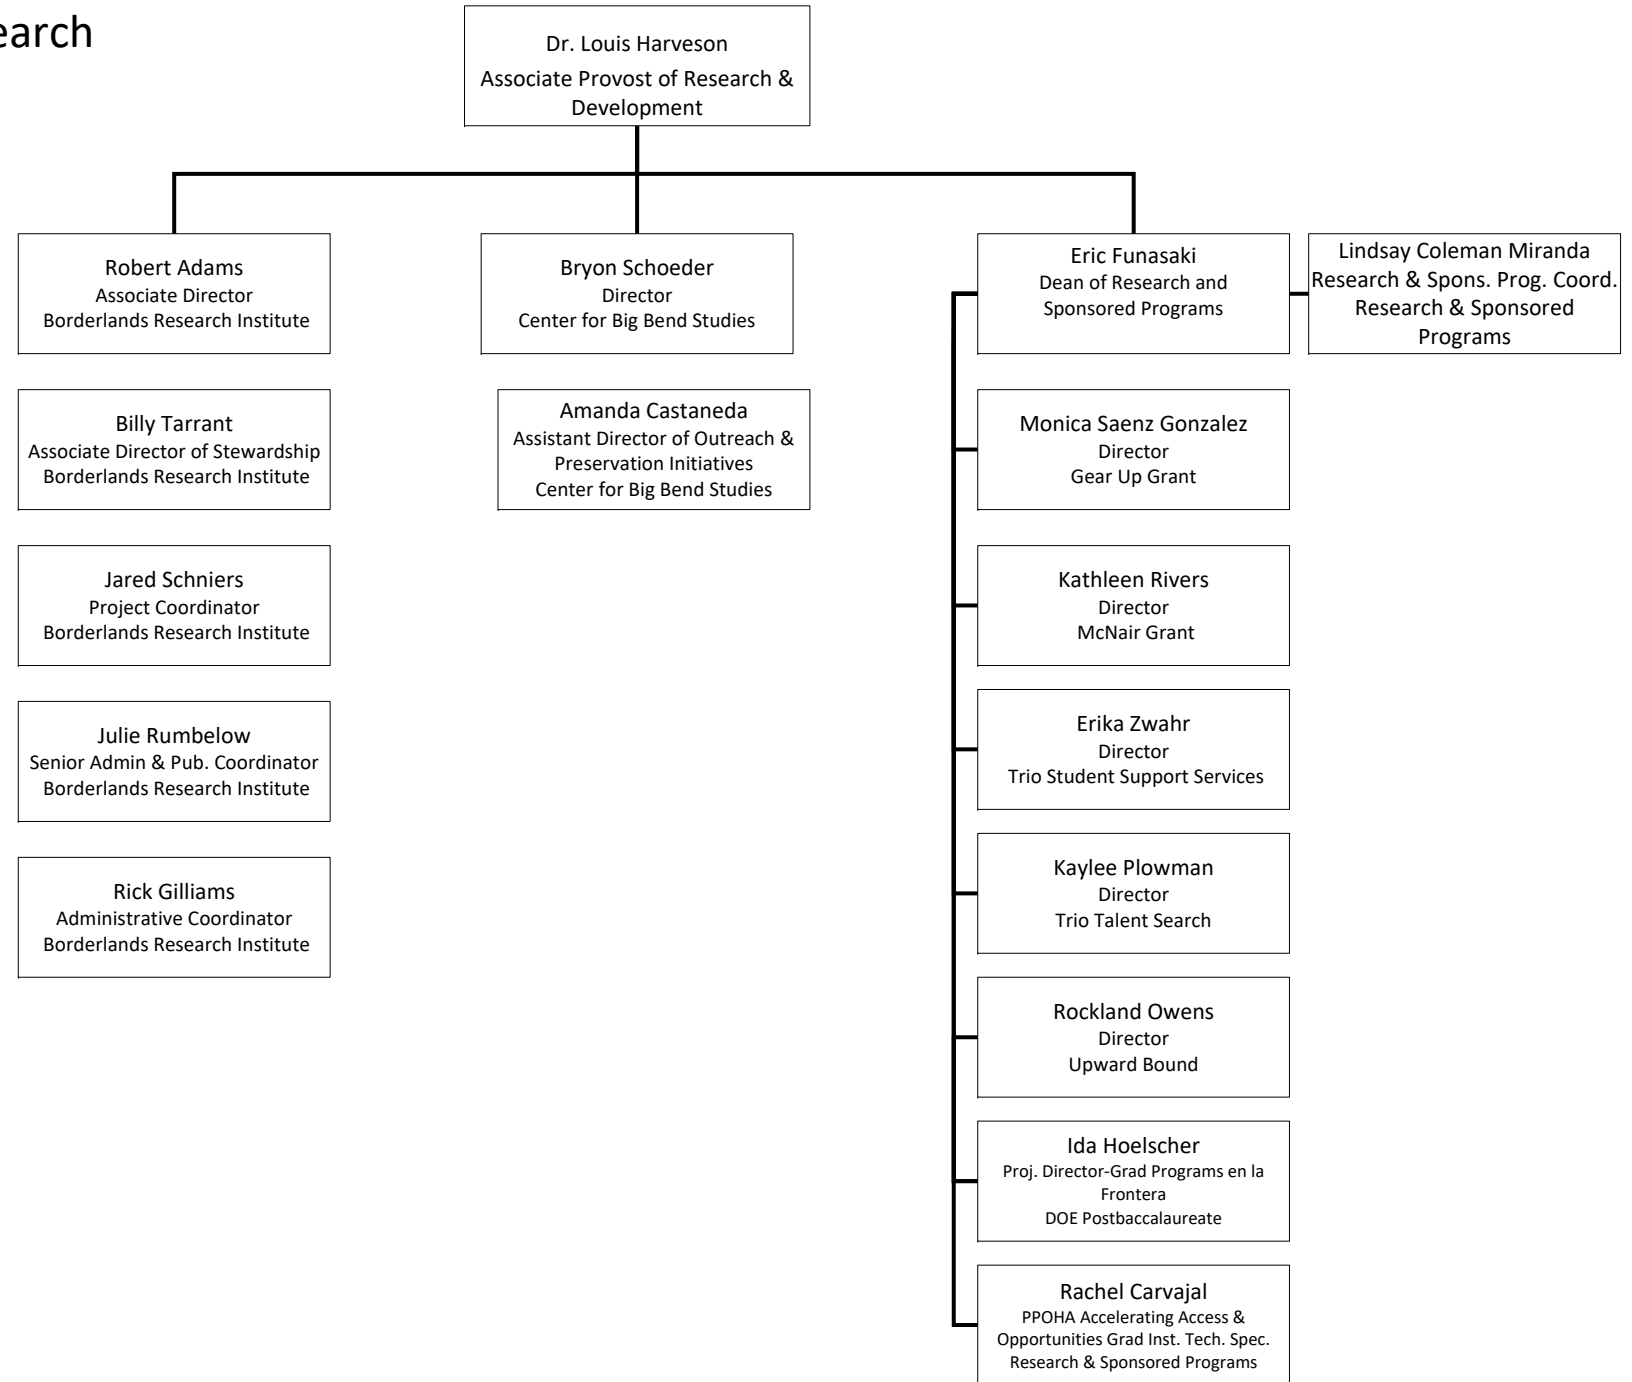 earch
Dr. Louis Harveson
Associate Provost of Research &
Development
Robert Adams
Associate Director
Borderlands Research Institute
Bryon Schoeder
Director
Center for Big Bend Studies
Eric Funasaki
Dean of Research and
Sponsored Programs
Lindsay Coleman Miranda
Research & Spons. Prog. Coord.
Research & Sponsored
Programs
Billy Tarrant
Associate Director of Stewardship
Borderlands Research Institute
Amanda Castaneda
Assistant Director of Outreach &
Preservation Initiatives
Center for Big Bend Studies
Monica Saenz Gonzalez
Director
Gear Up Grant
Jared Schniers
Project Coordinator
Borderlands Research Institute
Kathleen Rivers
Director
McNair Grant
Julie Rumbelow
Senior Admin & Pub. Coordinator
Borderlands Research Institute
Erika Zwahr
Director
Trio Student Support Services
Rick Gilliams
Administrative Coordinator
Borderlands Research Institute
Kaylee Plowman
Director
Trio Talent Search
Rockland Owens
Director
Upward Bound
Ida Hoelscher
Proj. Director-Grad Programs en la
Frontera
DOE Postbaccalaureate
Rachel Carvajal
PPOHA Accelerating Access &
Opportunities Grad Inst. Tech. Spec.
Research & Sponsored Programs